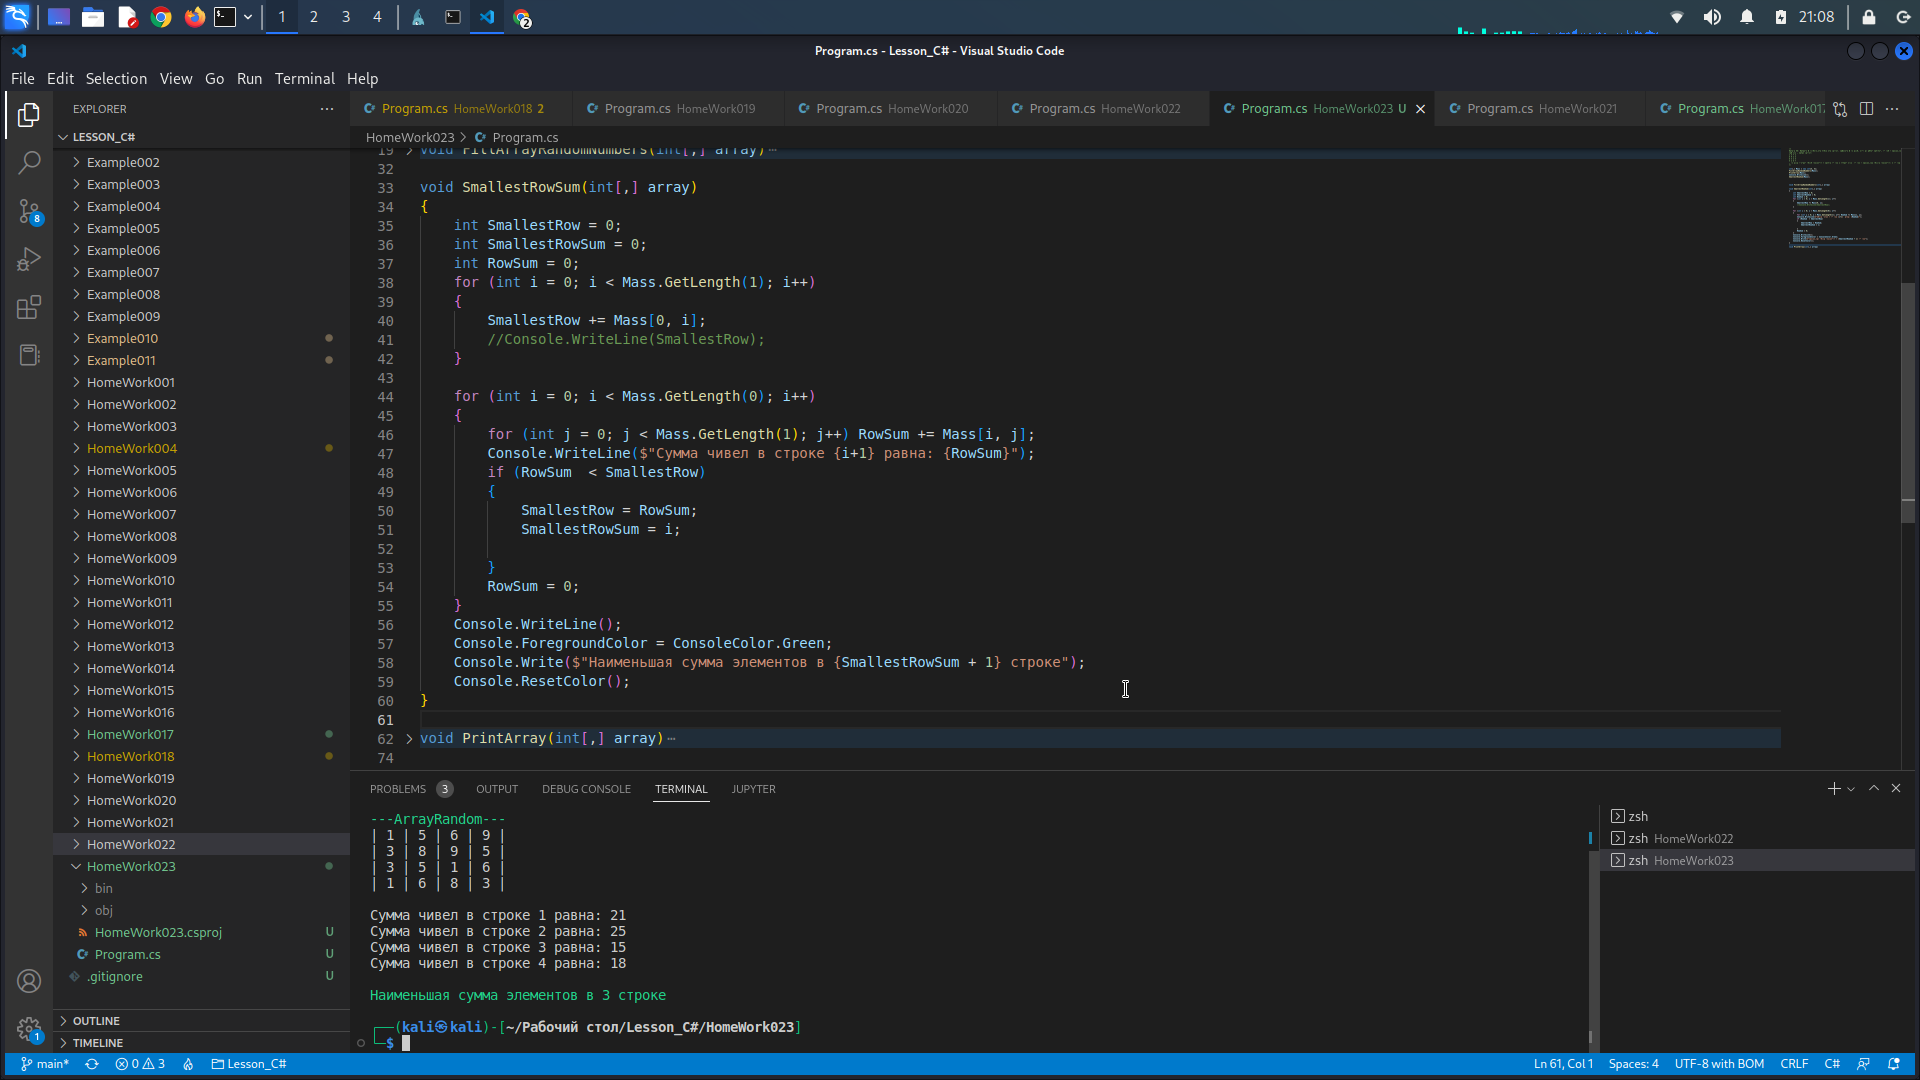 1 2 3 4 2 21:08
Program.cs - Lesson_C# - Visual Studio Code
File Edit Selection View Go Run Terminal Help
EXPLORER ···
Program.cs HomeWork018 2 Program.cs HomeWork019 Program.cs HomeWork020 Program.cs HomeWork022 Program.cs HomeWork023 U Program.cs HomeWork021 Program.cs HomeWork017
LESSON_C#
Example002
Example003
Example004
Example005
Example006
Example007
Example008
Example009
Example010
Example011
HomeWork001
HomeWork002
HomeWork003
HomeWork004
HomeWork005
HomeWork006
HomeWork007
HomeWork008
HomeWork009
HomeWork010
HomeWork011
HomeWork012
HomeWork013
HomeWork014
HomeWork015
HomeWork016
HomeWork017
HomeWork018
HomeWork019
HomeWork020
HomeWork021
HomeWork022
HomeWork023
bin
obj
HomeWork023.csproj U
Program.cs U
.gitignore U
OUTLINE
TIMELINE
8
1
HomeWork023 > Program.cs
19 void FillArrayRandomNumbers(int[,] array) ···
32
33 void SmallestRowSum(int[,] array)
34 {
35 int SmallestRow = 0;
36 int SmallestRowSum = 0;
37 int RowSum = 0;
38 for (int i = 0; i < Mass.GetLength(1); i++)
39 {
40 SmallestRow += Mass[0, i];
41 //Console.WriteLine(SmallestRow);
42 }
43
44 for (int i = 0; i < Mass.GetLength(0); i++)
45 {
46 for (int j = 0; j < Mass.GetLength(1); j++) RowSum += Mass[i, j];
47 Console.WriteLine($"Сумма чивел в строке {i+1} равна: {RowSum}");
48 if (RowSum  < SmallestRow)
49 {
50 SmallestRow = RowSum;
51 SmallestRowSum = i;
52
53 }
54 RowSum = 0;
55 }
56 Console.WriteLine();
57 Console.ForegroundColor = ConsoleColor.Green;
58 Console.Write($"Наименьшая сумма элементов в {SmallestRowSum + 1} строке");
59 Console.ResetColor();
60 }
61
62 void PrintArray(int[,] array) ···
74
PROBLEMS 3 OUTPUT DEBUG CONSOLE TERMINAL JUPYTER
---ArrayRandom---
| 1 | 5 | 6 | 9 |
| 3 | 8 | 9 | 5 |
| 3 | 5 | 1 | 6 |
| 1 | 6 | 8 | 3 |
Сумма чивел в строке 1 равна: 21
Сумма чивел в строке 2 равна: 25
Сумма чивел в строке 3 равна: 15
Сумма чивел в строке 4 равна: 18
Наименьшая сумма элементов в 3 строке
┌──(kali㉿kali)-[~/Рабочий стол/Lesson_C#/HomeWork023]
└─$
zsh
zsh HomeWork022
zsh HomeWork023
main* 0 3 Lesson_C# Ln 61, Col 1 Spaces: 4 UTF-8 with BOM CRLF C#